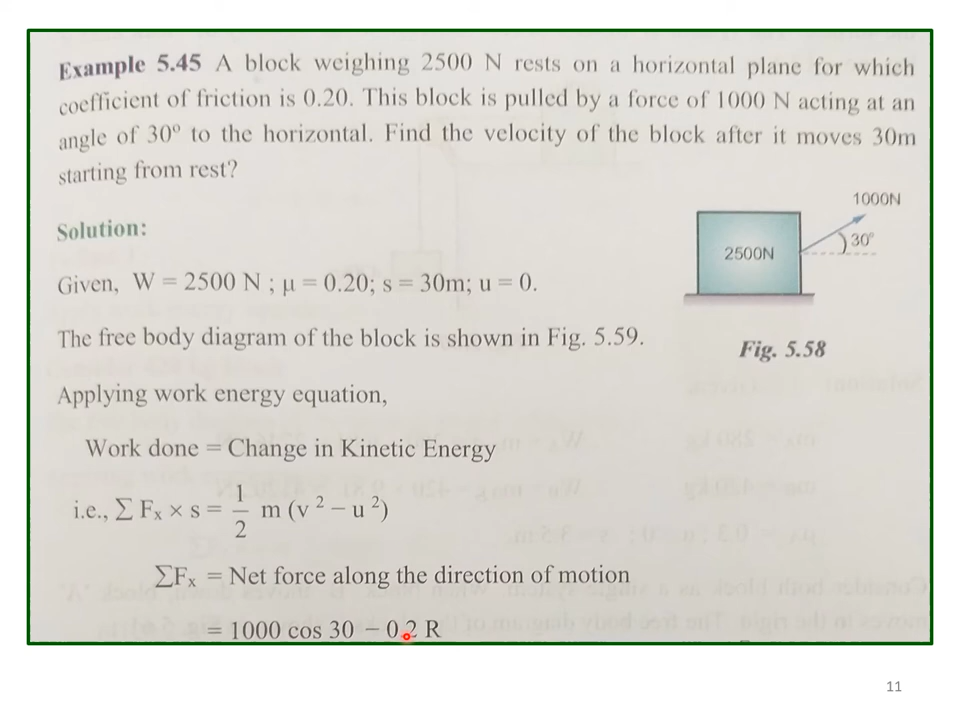 Example 5.45 A block weighing 2500 N rests on a horizontal plane for which
coefficient of friction is 0.20. This block is pulled by a force of 1000 N acting at an
angle of 30° to the horizontal. Find the velocity of the block after it moves 30m
starting from rest?
Solution:
1000N
30°
2500N
Given, W = 2500 N ; μ = 0.20; s = 30m; u = 0.
The free body diagram of the block is shown in Fig. 5.59.
Fig. 5.58
Applying work energy equation,
Work done = Change in Kinetic Energy
i.e., ∑ Fₓ × s = 1/2 m (v ² – u ²)
∑Fₓ = Net force along the direction of motion
= 1000 cos 30 – 0.2 R
11